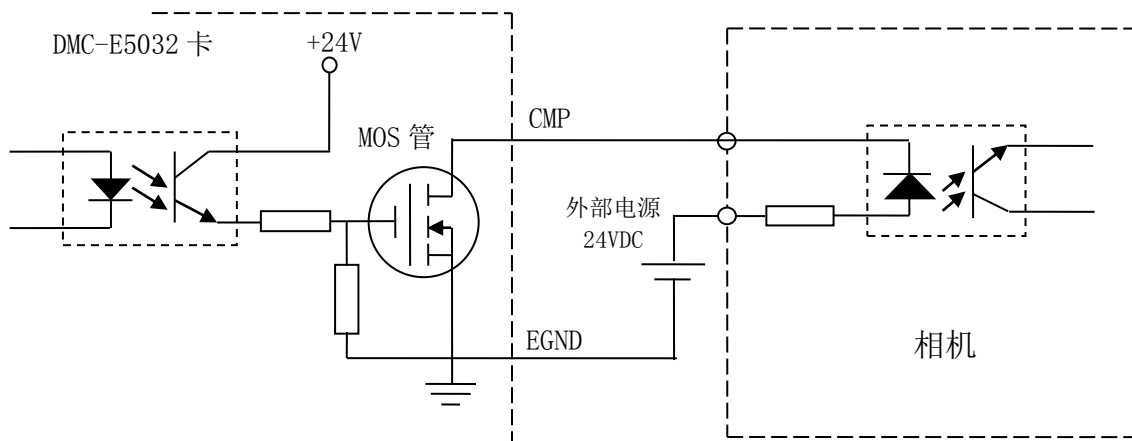 DMC-E5032 卡
+24V
MOS 管
CMP
外部电源
24VDC
EGND
相机